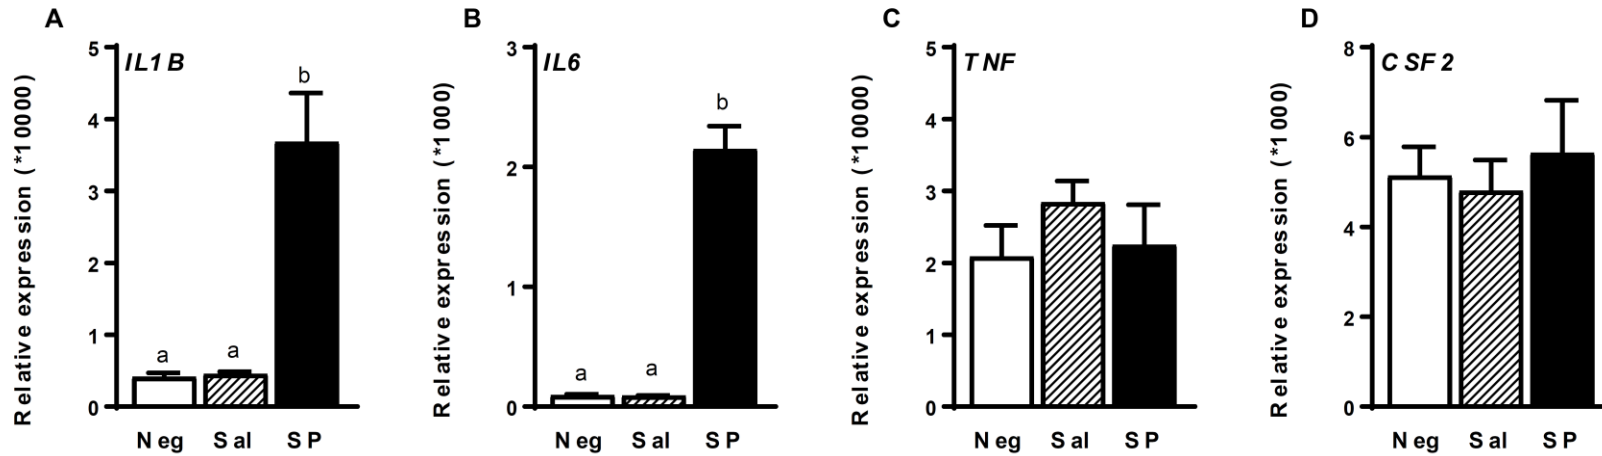 A
IL1B
Relative expression (*10000)
5
4
3
2
1
0
a
a
b
Neg Sal SP
B
IL6
Relative expression (*1000)
3
2
1
0
a
a
b
Neg Sal SP
C
TNF
Relative expression (*10000)
5
4
3
2
1
0
Neg Sal SP
D
CSF2
Relative expression (*1000)
8
6
4
2
0
Neg Sal SP